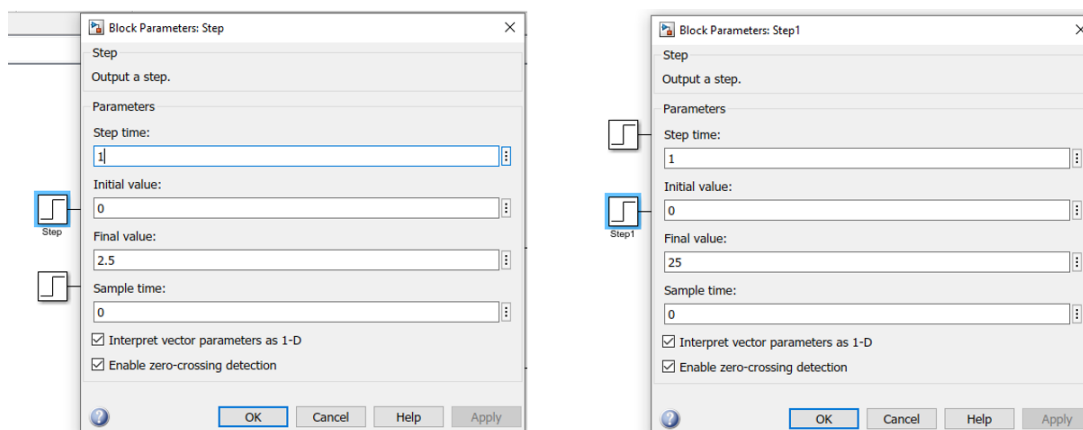 Block Parameters: Step
Step
Output a step.
Parameters
Step time:
1
Initial value:
0
Final value:
2.5
Sample time:
0
Interpret vector parameters as 1-D
Enable zero-crossing detection
OK Cancel Help Apply
Step
Block Parameters: Step1
Step
Output a step.
Parameters
Step time:
1
Initial value:
0
Final value:
25
Sample time:
0
Interpret vector parameters as 1-D
Enable zero-crossing detection
OK Cancel Help Apply
Step1